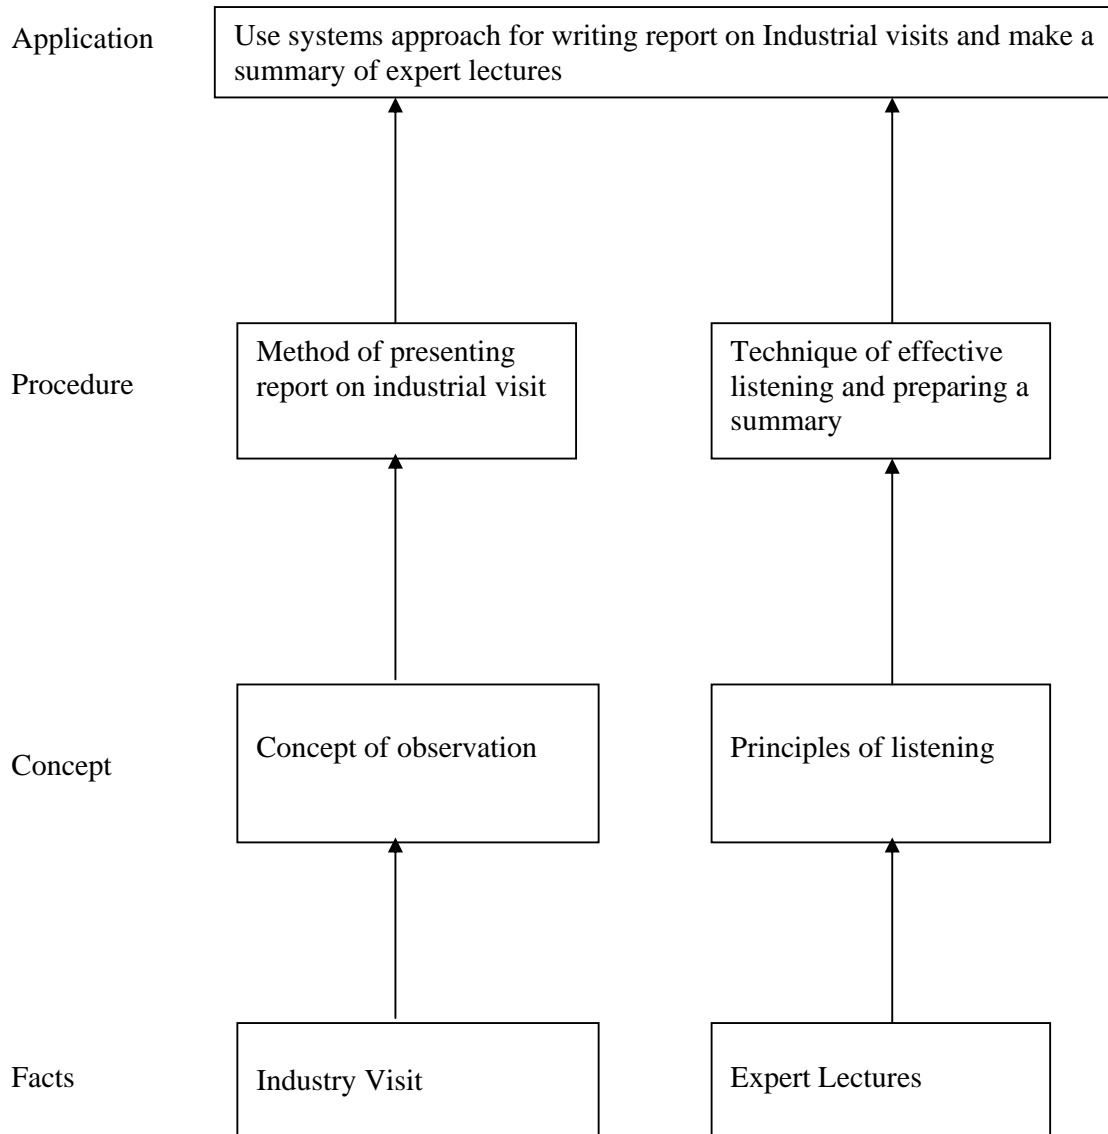 Application
Use systems approach for writing report on Industrial visits and make a
summary of expert lectures
Procedure
Method of presenting
report on industrial visit
Technique of effective
listening and preparing a
summary
Concept
Concept of observation
Principles of listening
Facts
Industry Visit
Expert Lectures